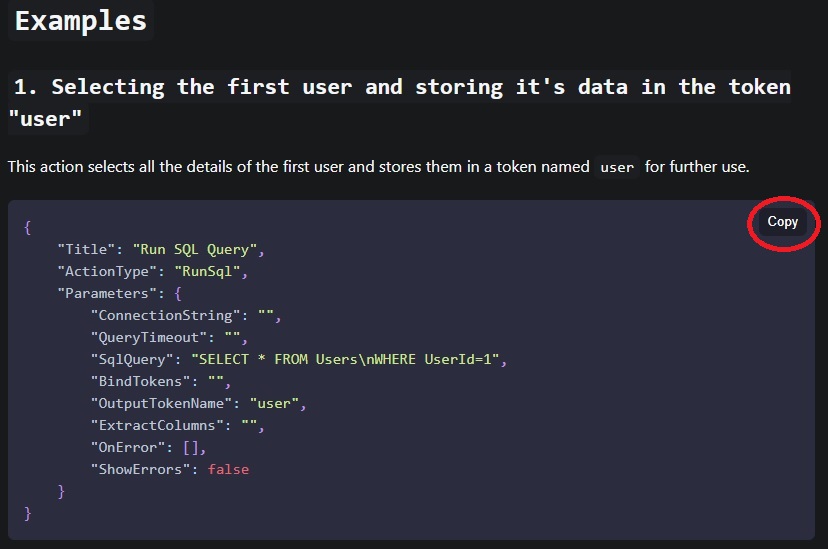 Examples
1. Selecting the first user and storing it's data in the token
"user"
This action selects all the details of the first user and stores them in a token named user for further use.
Copy
{
    "Title": "Run SQL Query",
    "ActionType": "RunSql",
    "Parameters": {
        "ConnectionString": "",
        "QueryTimeout": "",
        "SqlQuery": "SELECT * FROM Users\nWHERE UserId=1",
        "BindTokens": "",
        "OutputTokenName": "user",
        "ExtractColumns": "",
        "OnError": [],
        "ShowErrors": false
    }
}